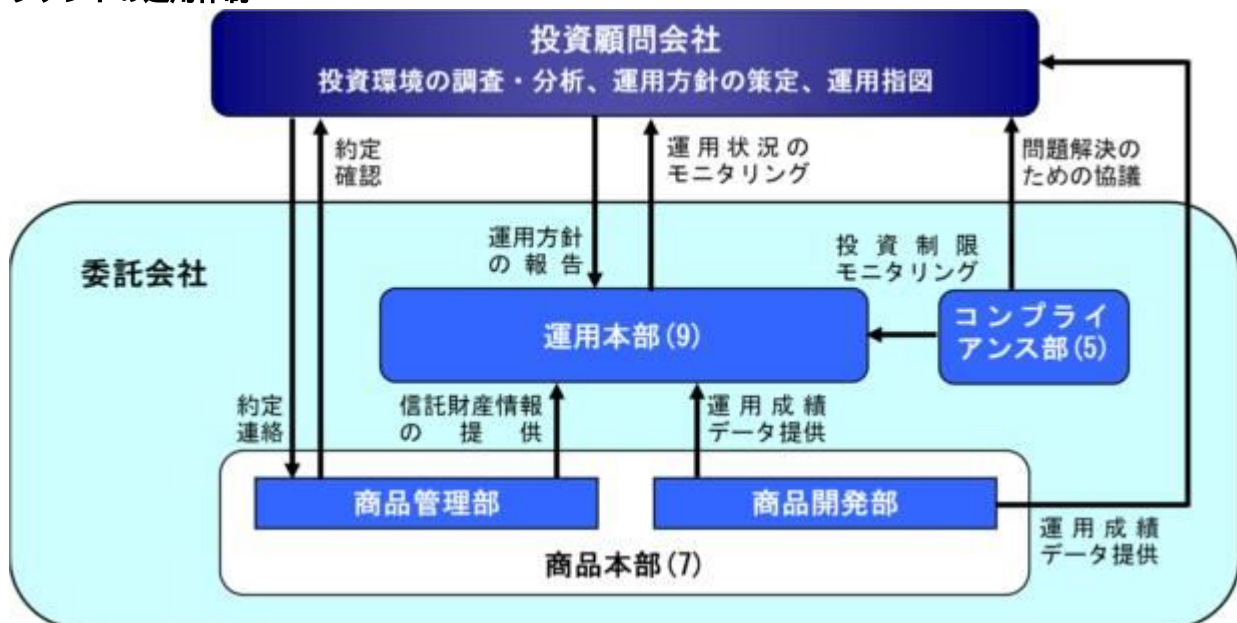 投資顧問会社
投資環境の調査・分析、運用方針の策定、運用指図
約定
確認
運用状況の
モニタリング
問題解決の
ための協議
運用方針
の報告
投資制限
モニタリング
委託会社
運用本部(9)
コンプライ
アンス部(5)
約定
連絡
信託財産情報
の提供
運用成績
データ提供
商品管理部
商品開発部
運用成績
データ提供
商品本部(7)